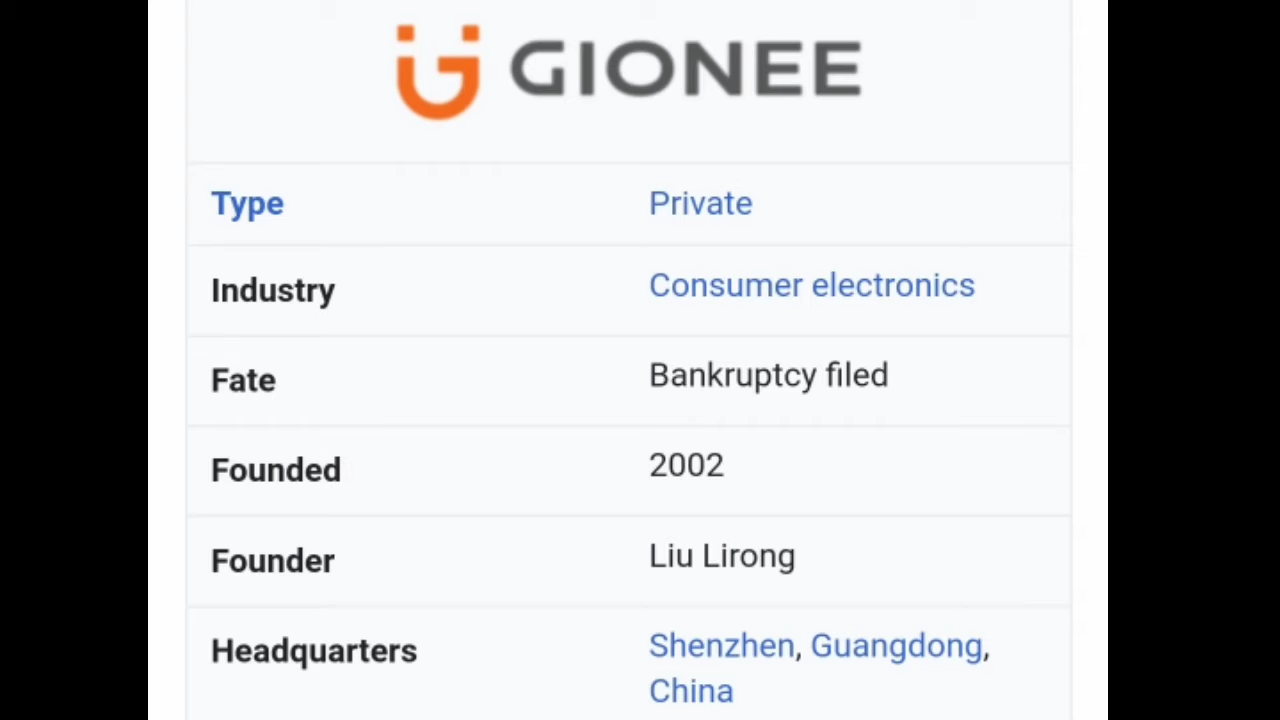 GIONEE
Type Private
Industry Consumer electronics
Fate Bankruptcy filed
Founded 2002
Founder Liu Lirong
Headquarters Shenzhen, Guangdong,
China